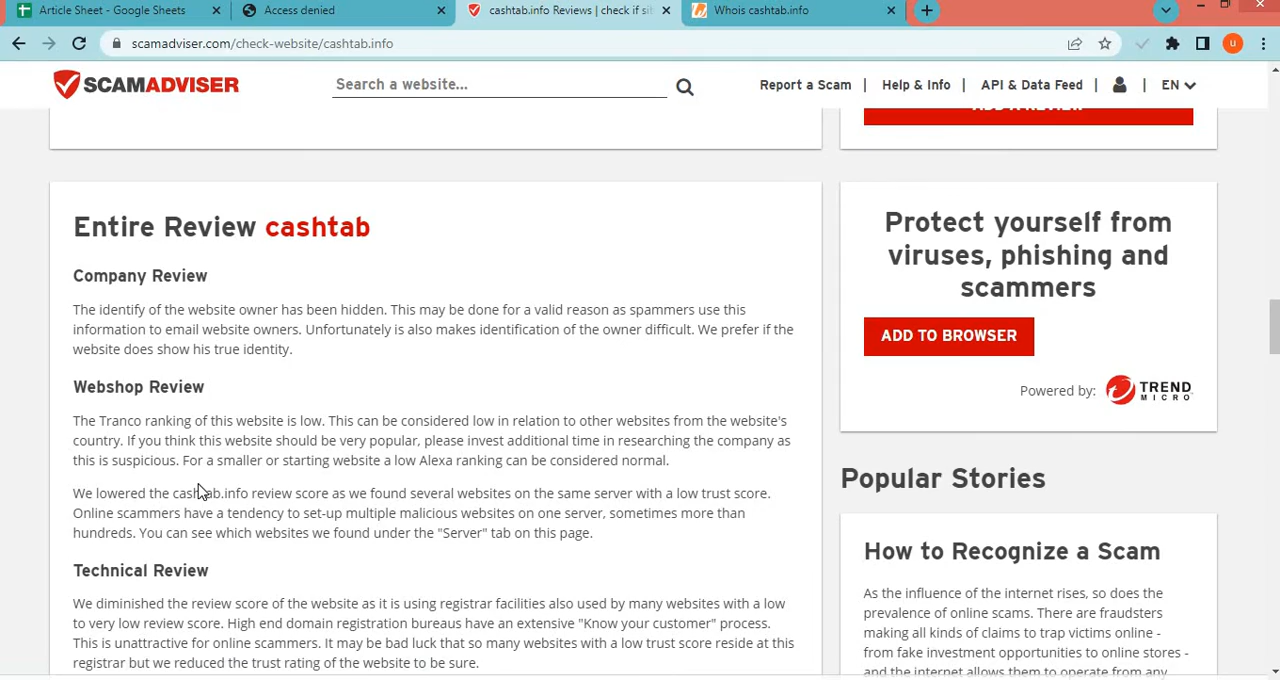 Article Sheet - Google Sheets
Access denied
cashtab.info Reviews | check if sit
Whois cashtab.info
scamadviser.com/check-website/cashtab.info
u
SCAMADVISER
Search a website...
Report a Scam
Help & Info
API & Data Feed
EN
ADD A REVIEW
Entire Review cashtab
Company Review
The identify of the website owner has been hidden. This may be done for a valid reason as spammers use this
information to email website owners. Unfortunately is also makes identification of the owner difficult. We prefer if the
website does show his true identity.
Webshop Review
The Tranco ranking of this website is low. This can be considered low in relation to other websites from the website's
country. If you think this website should be very popular, please invest additional time in researching the company as
this is suspicious. For a smaller or starting website a low Alexa ranking can be considered normal.
We lowered the cashtab.info review score as we found several websites on the same server with a low trust score.
Online scammers have a tendency to set-up multiple malicious websites on one server, sometimes more than
hundreds. You can see which websites we found under the "Server" tab on this page.
Technical Review
We diminished the review score of the website as it is using registrar facilities also used by many websites with a low
to very low review score. High end domain registration bureaus have an extensive "Know your customer" process.
This is unattractive for online scammers. It may be bad luck that so many websites with a low trust score reside at this
registrar but we reduced the trust rating of the website to be sure.
Protect yourself from
viruses, phishing and
scammers
ADD TO BROWSER
Powered by:
TREND
MICRO
Popular Stories
How to Recognize a Scam
As the influence of the internet rises, so does the
prevalence of online scams. There are fraudsters
making all kinds of claims to trap victims online -
from fake investment opportunities to online stores -
and the internet allows them to operate from any